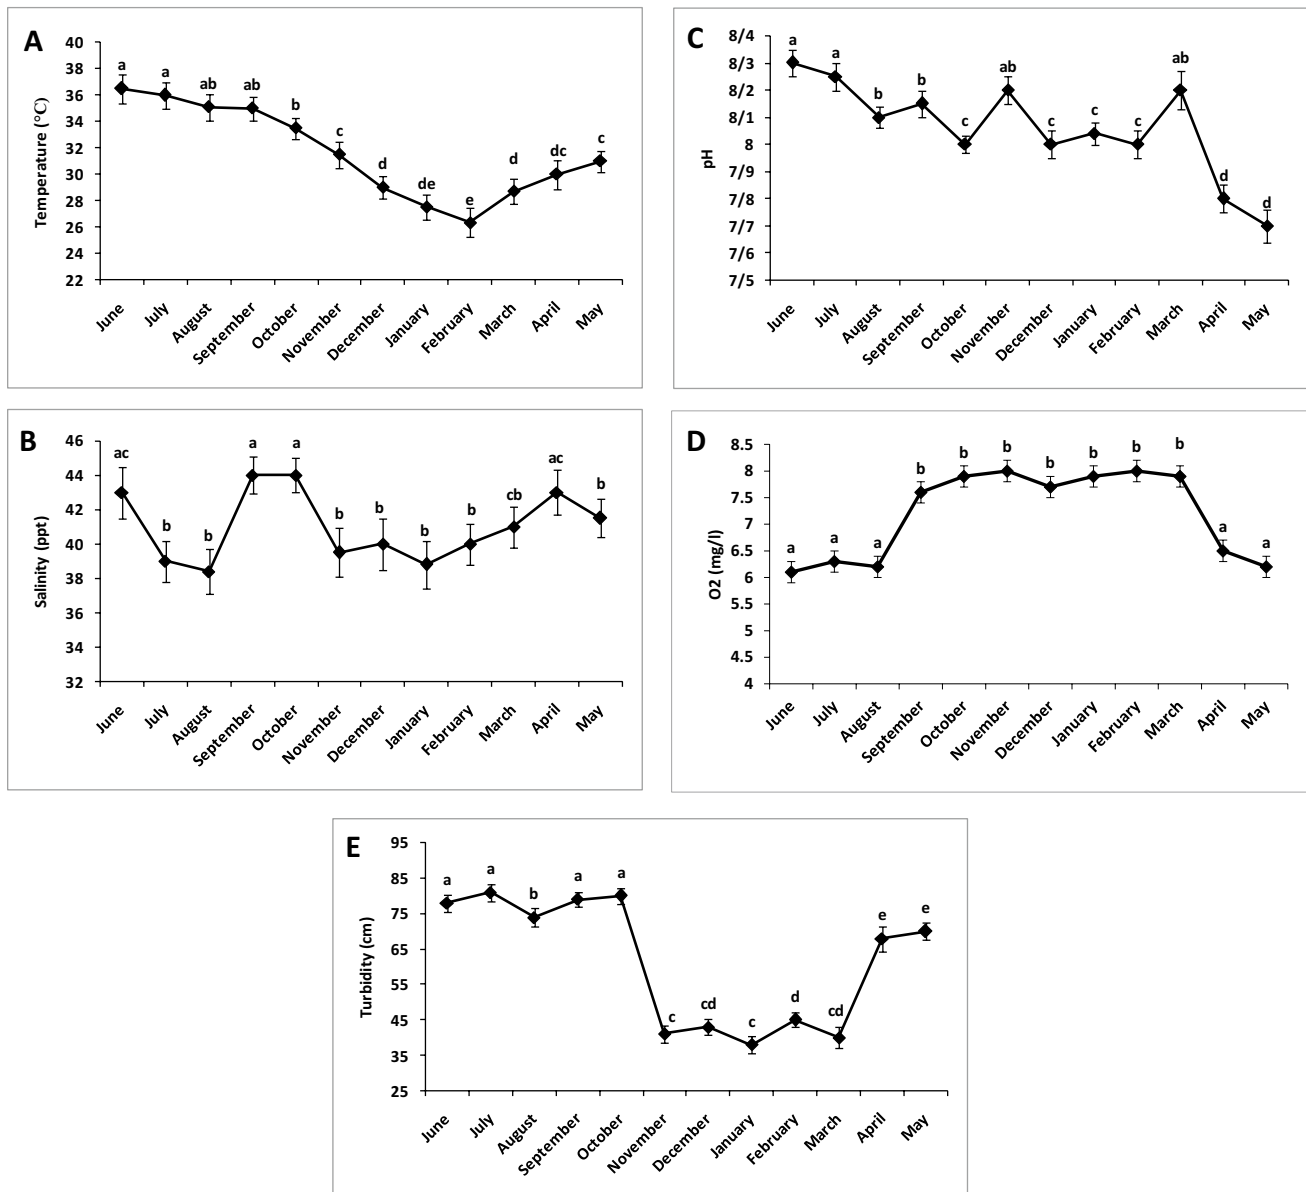 A
Temperature (°C)
40
38
36
34
32
30
28
26
24
22
a a ab ab b c d de e d dc c
June July August September October November December January February March April May
C
pH
8/4
8/3
8/2
8/1
8
7/9
7/8
7/7
7/6
7/5
a a b b c ab c c c ab d d
June July August September October November December January February March April May
B
Salinity (ppt)
46
44
42
40
38
36
34
32
ac b b a a b b b b cb ac b
June July August September October November December January February March April May
D
O2 (mg/l)
8.5
8
7.5
7
6.5
6
5.5
5
4.5
4
a a a b b b b b b b a a
June July August September October November December January February March April May
E
Turbidity (cm)
95
85
75
65
55
45
35
25
a a b a a c cd c d cd e e
June July August September October November December January February March April May